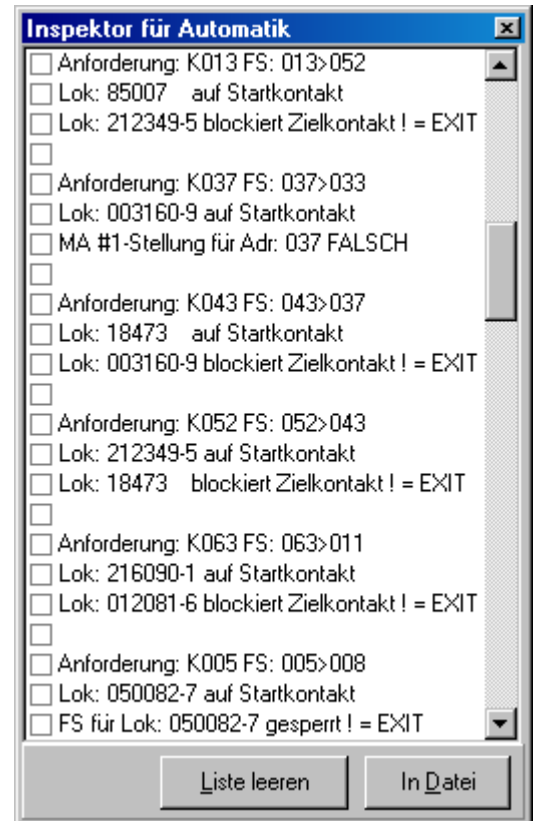 Inspektor für Automatik
Anforderung: K013 FS: 013>052
Lok: 85007 auf Startkontakt
Lok: 212349-5 blockiert Zielkontakt ! = EXIT
Anforderung: K037 FS: 037>033
Lok: 003160-9 auf Startkontakt
MA #1-Stellung für Adr: 037 FALSCH
Anforderung: K043 FS: 043>037
Lok: 18473 auf Startkontakt
Lok: 003160-9 blockiert Zielkontakt ! = EXIT
Anforderung: K052 FS: 052>043
Lok: 212349-5 auf Startkontakt
Lok: 18473 blockiert Zielkontakt ! = EXIT
Anforderung: K063 FS: 063>011
Lok: 216090-1 auf Startkontakt
Lok: 012081-6 blockiert Zielkontakt ! = EXIT
Anforderung: K005 FS: 005>008
Lok: 050082-7 auf Startkontakt
FS für Lok: 050082-7 gesperrt ! = EXIT
Liste leeren In Datei